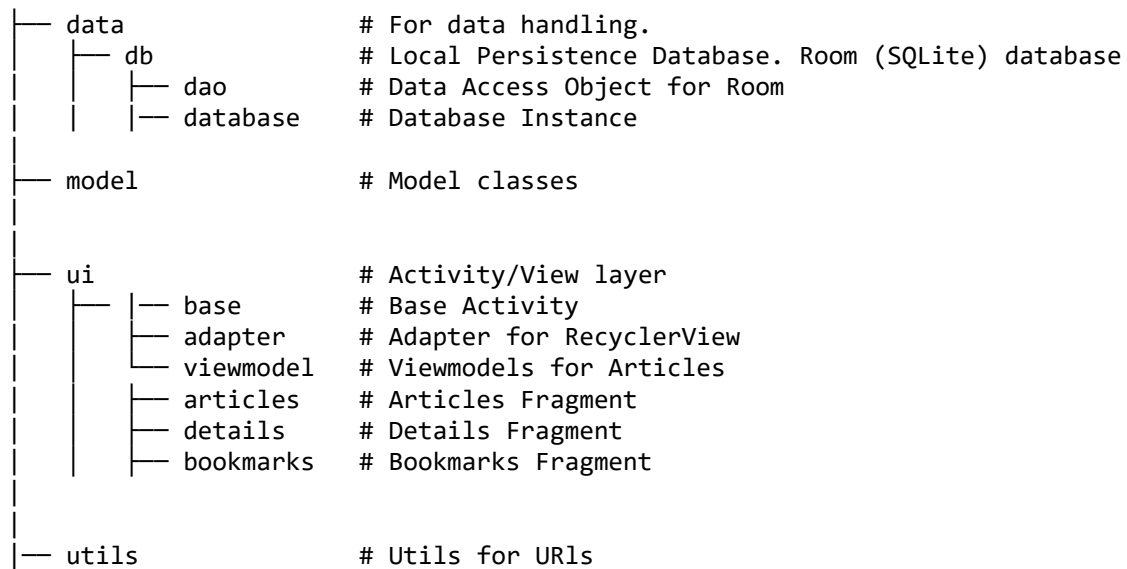 ├── data # For data handling.
│   ├── db # Local Persistence Database. Room (SQLite) database
│   │   ├── dao # Data Access Object for Room
│   │   |── database # Database Instance
|
├── model # Model classes
|
|
├── ui # Activity/View layer
│   ├── |── base # Base Activity
│   │   ├── adapter # Adapter for RecyclerView
│   │   └── viewmodel # Viewmodels for Articles
|   |   ├── articles # Articles Fragment
|   │   ├── details # Details Fragment
|   │   ├── bookmarks # Bookmarks Fragment
|
|
|── utils # Utils for URls